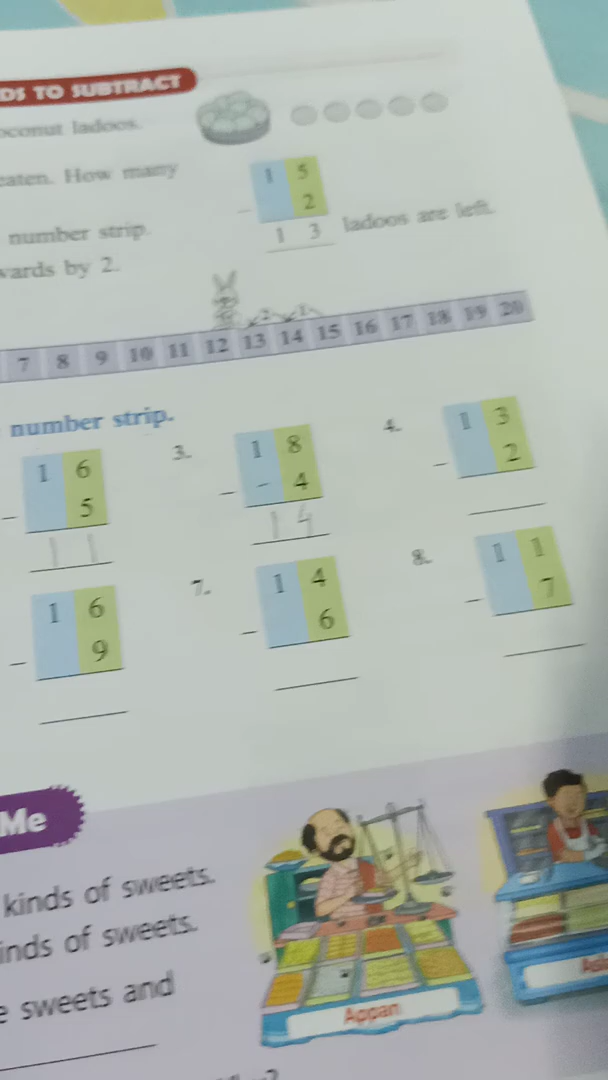 DS TO SUBTRACT
oconut ladoos.
eaten. How many
1 5
- 2
1 3 ladoos are left.
number strip.
wards by 2.
2 1
7 8 9 10 11 12 13 14 15 16 17 18 19 20
number strip.
1 6
- 5
1 1
3. 1 8
- - 4
1 4
4. 1 3
- 2
1 6
- 9
7. 1 4
- 6
8. 1 1
- 7
Me
kinds of sweets.
inds of sweets.
e sweets and
Appan